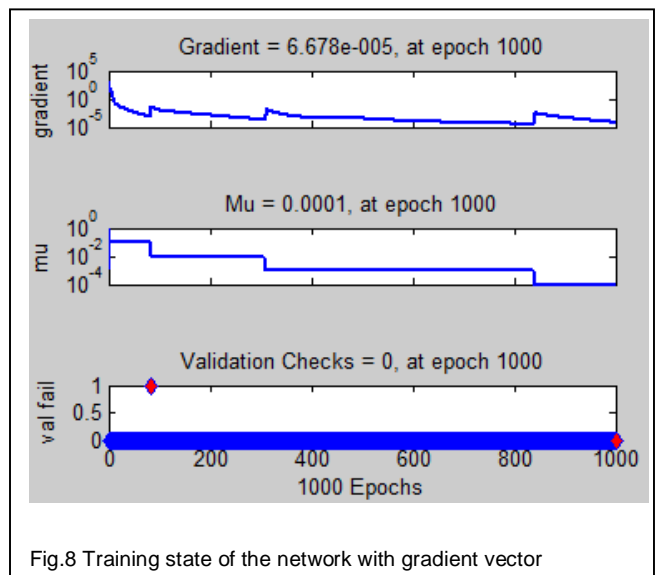 Gradient = 6.678e-005, at epoch 1000
10^5
10^0
10^-5
gradient
Mu = 0.0001, at epoch 1000
10^0
10^-2
10^-4
mu
Validation Checks = 0, at epoch 1000
1
0.5
0
val fail
0 200 400 600 800 1000
1000 Epochs
Fig.8 Training state of the network with gradient vector